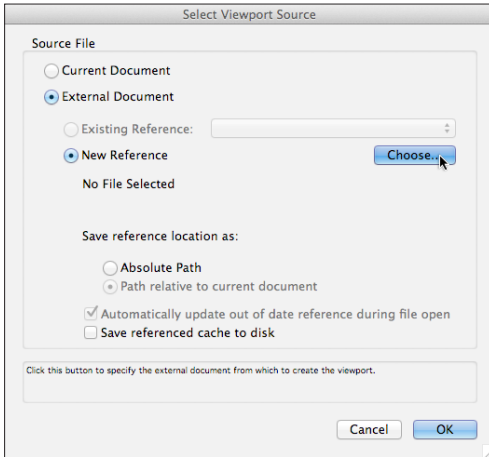 Select Viewport Source
Source File
Current Document
External Document
Existing Reference:
New Reference
Choose...
No File Selected
Save reference location as:
Absolute Path
Path relative to current document
Automatically update out of date reference during file open
Save referenced cache to disk
Click this button to specify the external document from which to create the viewport.
Cancel OK